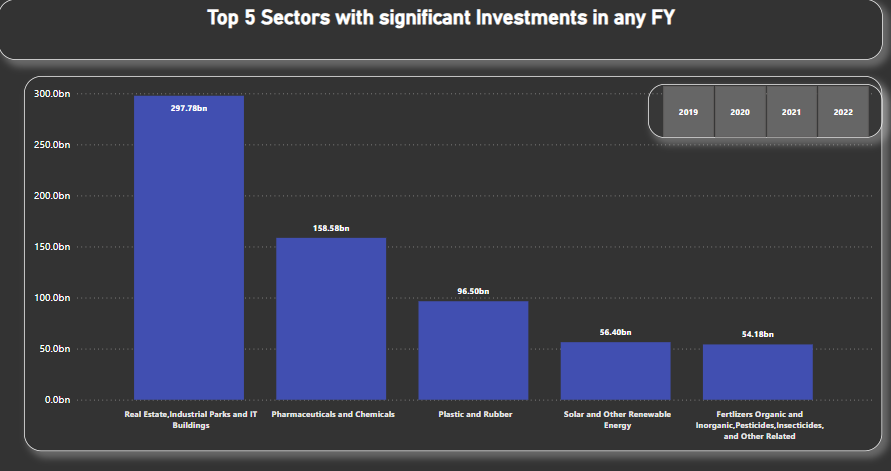 Top 5 Sectors with significant Investments in any FY
300.0bn
250.0bn
200.0bn
150.0bn
100.0bn
50.0bn
0.0bn
2019
2020
2021
2022
297.78bn
158.58bn
96.50bn
56.40bn
54.18bn
Real Estate,Industrial Parks and IT
Buildings
Pharmaceuticals and Chemicals
Plastic and Rubber
Solar and Other Renewable
Energy
Fertlizers Organic and
Inorganic,Pesticides,Insecticides,
and Other Related